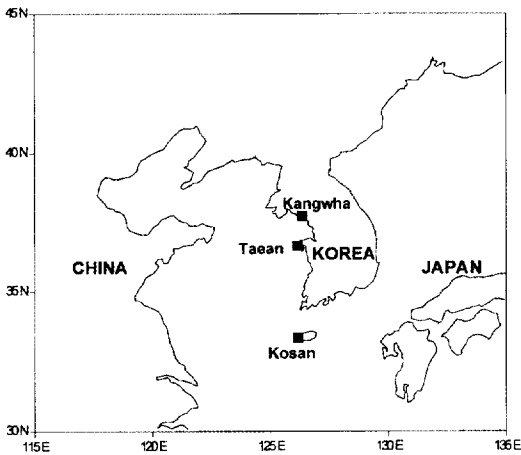 45N
40N
Kangwha
Taean
KOREA
CHINA
JAPAN
35N
Kosan
30N
115E
120E
125E
130E
135E